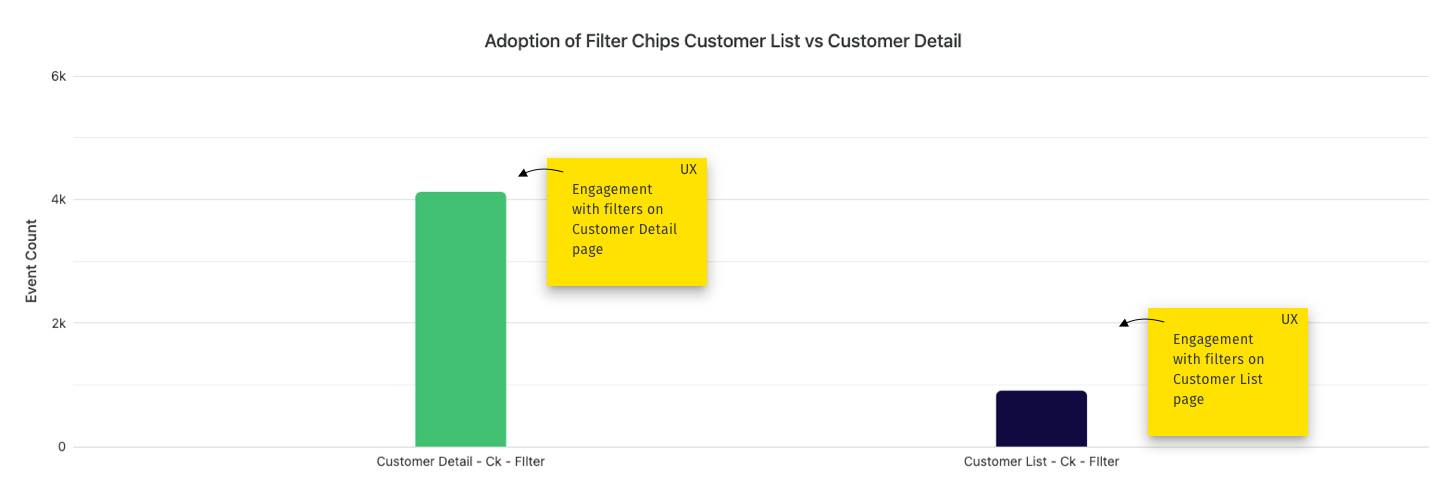 Adoption of Filter Chips Customer List vs Customer Detail
6k
4k
2k
0
Event Count
UX
Engagement
with filters on
Customer Detail
page
UX
Engagement
with filters on
Customer List
page
Customer Detail - Ck - FIlter
Customer List - Ck - FIlter